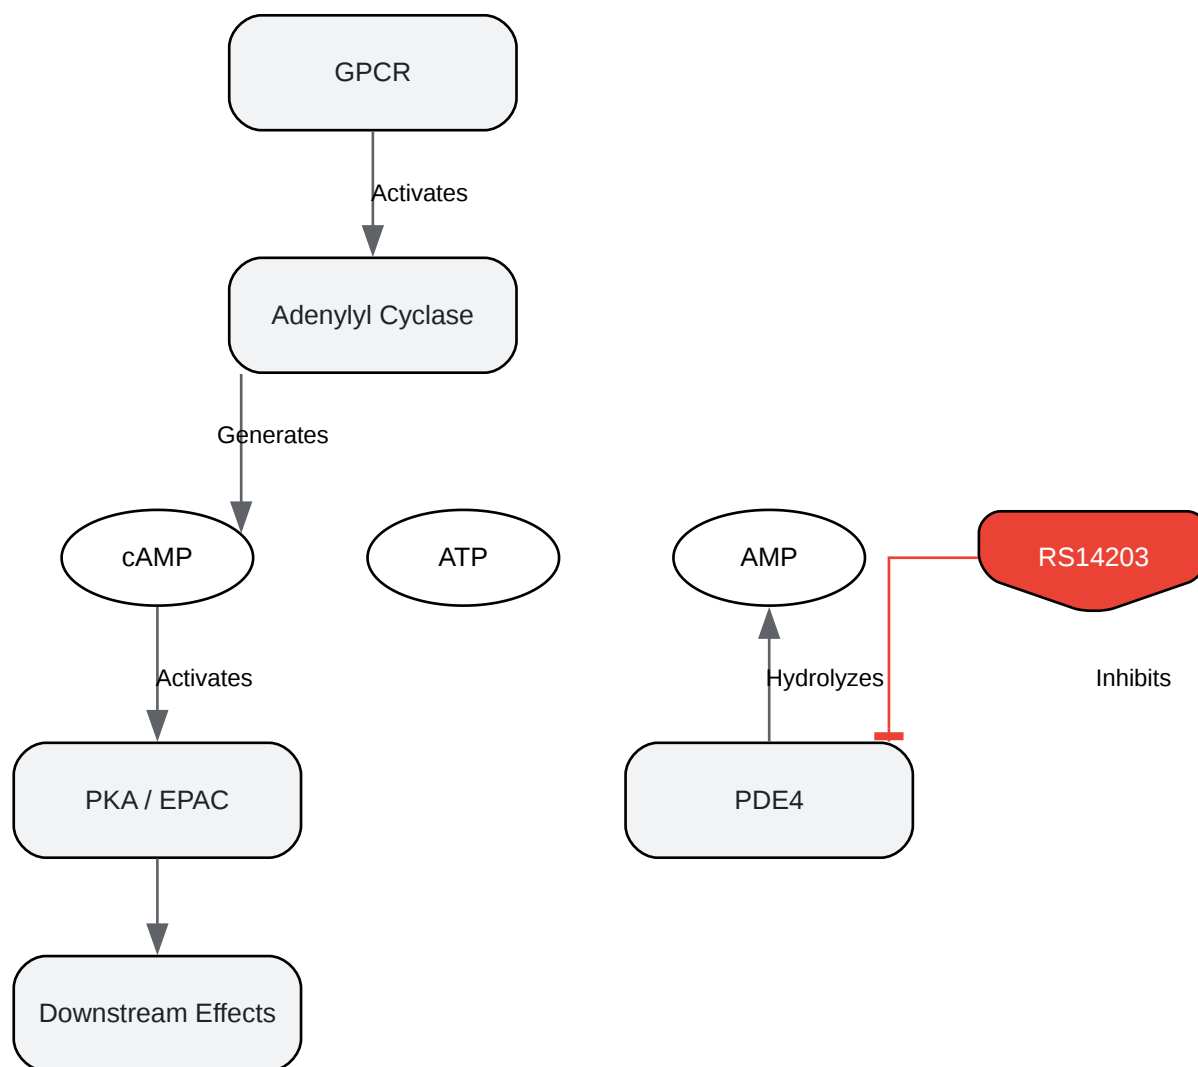 GPCR
Activates
Adenylyl Cyclase
Generates
cAMP
ATP
AMP
RS14203
Activates
Hydrolyzes
Inhibits
PKA / EPAC
PDE4
Downstream Effects